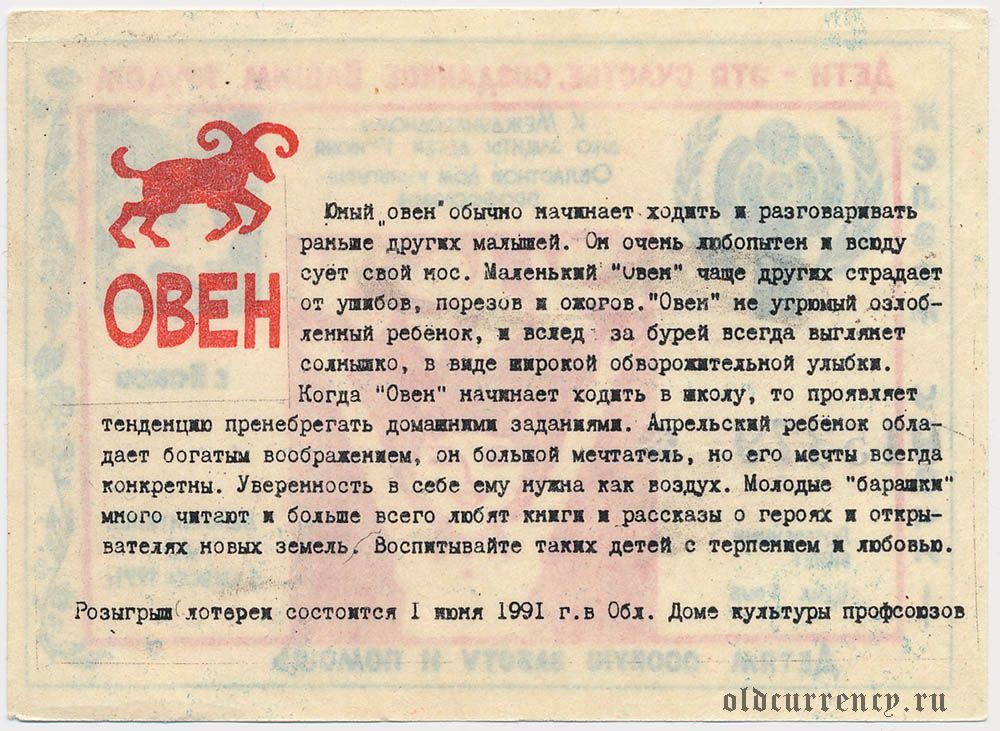 ОВЕН
Юный „овен" обычно начинает ходить и разговаривать
раньше других малышей. Он очень любопытен и всюду
суёт свой нос. Маленький "овен" чаще других страдает
от ушибов, порезов и ожогов."Овен" не угрюмый озлоб-
ленный ребёнок, и вслед за бурей всегда выглянет
солнышко, в виде широкой обворожительной улыбки.
Когда "Овен" начинает ходить в школу, то проявляет
тенденцию пренебрегать домашними заданиями. Апрельский ребёнок обла-
дает богатым воображением, он большой мечтатель, но его мечты всегда
конкретны. Уверенность в себе ему нужна как воздух. Молодые "барашки"
много читают и больше всего любят книги и рассказы о героях и откры-
вателях новых земель. Воспитывайте таких детей с терпением и любовью.
Розыгрыш лотереи состоится I июня 1991 г.в Обл. Доме культуры профсоюзов
oldcurrency.ru